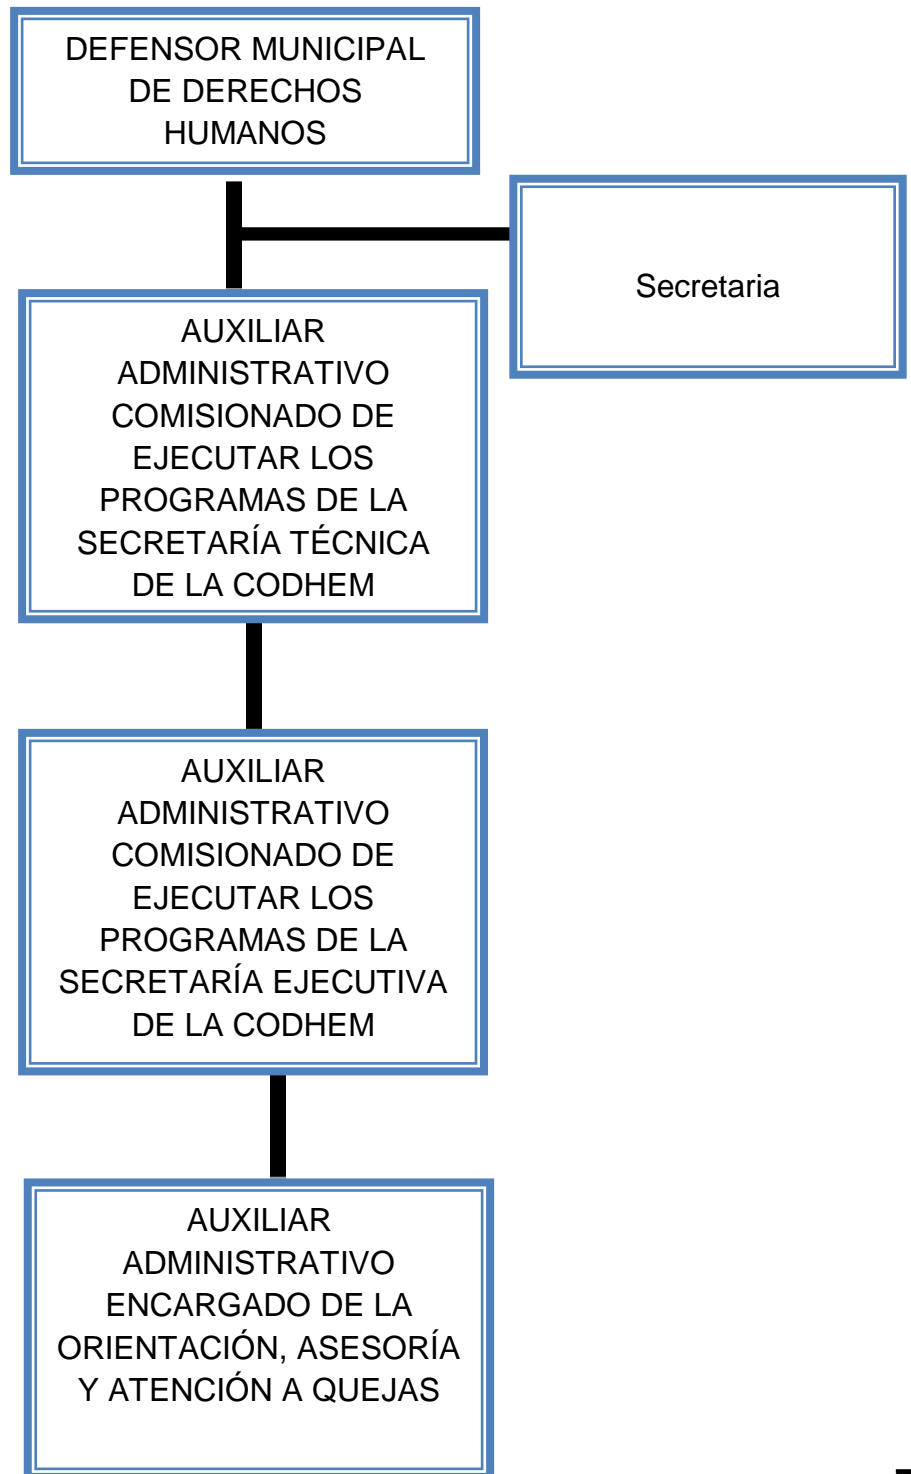 DEFENSOR MUNICIPAL
DE DERECHOS
HUMANOS
Secretaria
AUXILIAR
ADMINISTRATIVO
COMISIONADO DE
EJECUTAR LOS
PROGRAMAS DE LA
SECRETARÍA TÉCNICA
DE LA CODHEM
AUXILIAR
ADMINISTRATIVO
COMISIONADO DE
EJECUTAR LOS
PROGRAMAS DE LA
SECRETARÍA EJECUTIVA
DE LA CODHEM
AUXILIAR
ADMINISTRATIVO
ENCARGADO DE LA
ORIENTACIÓN, ASESORÍA
Y ATENCIÓN A QUEJAS